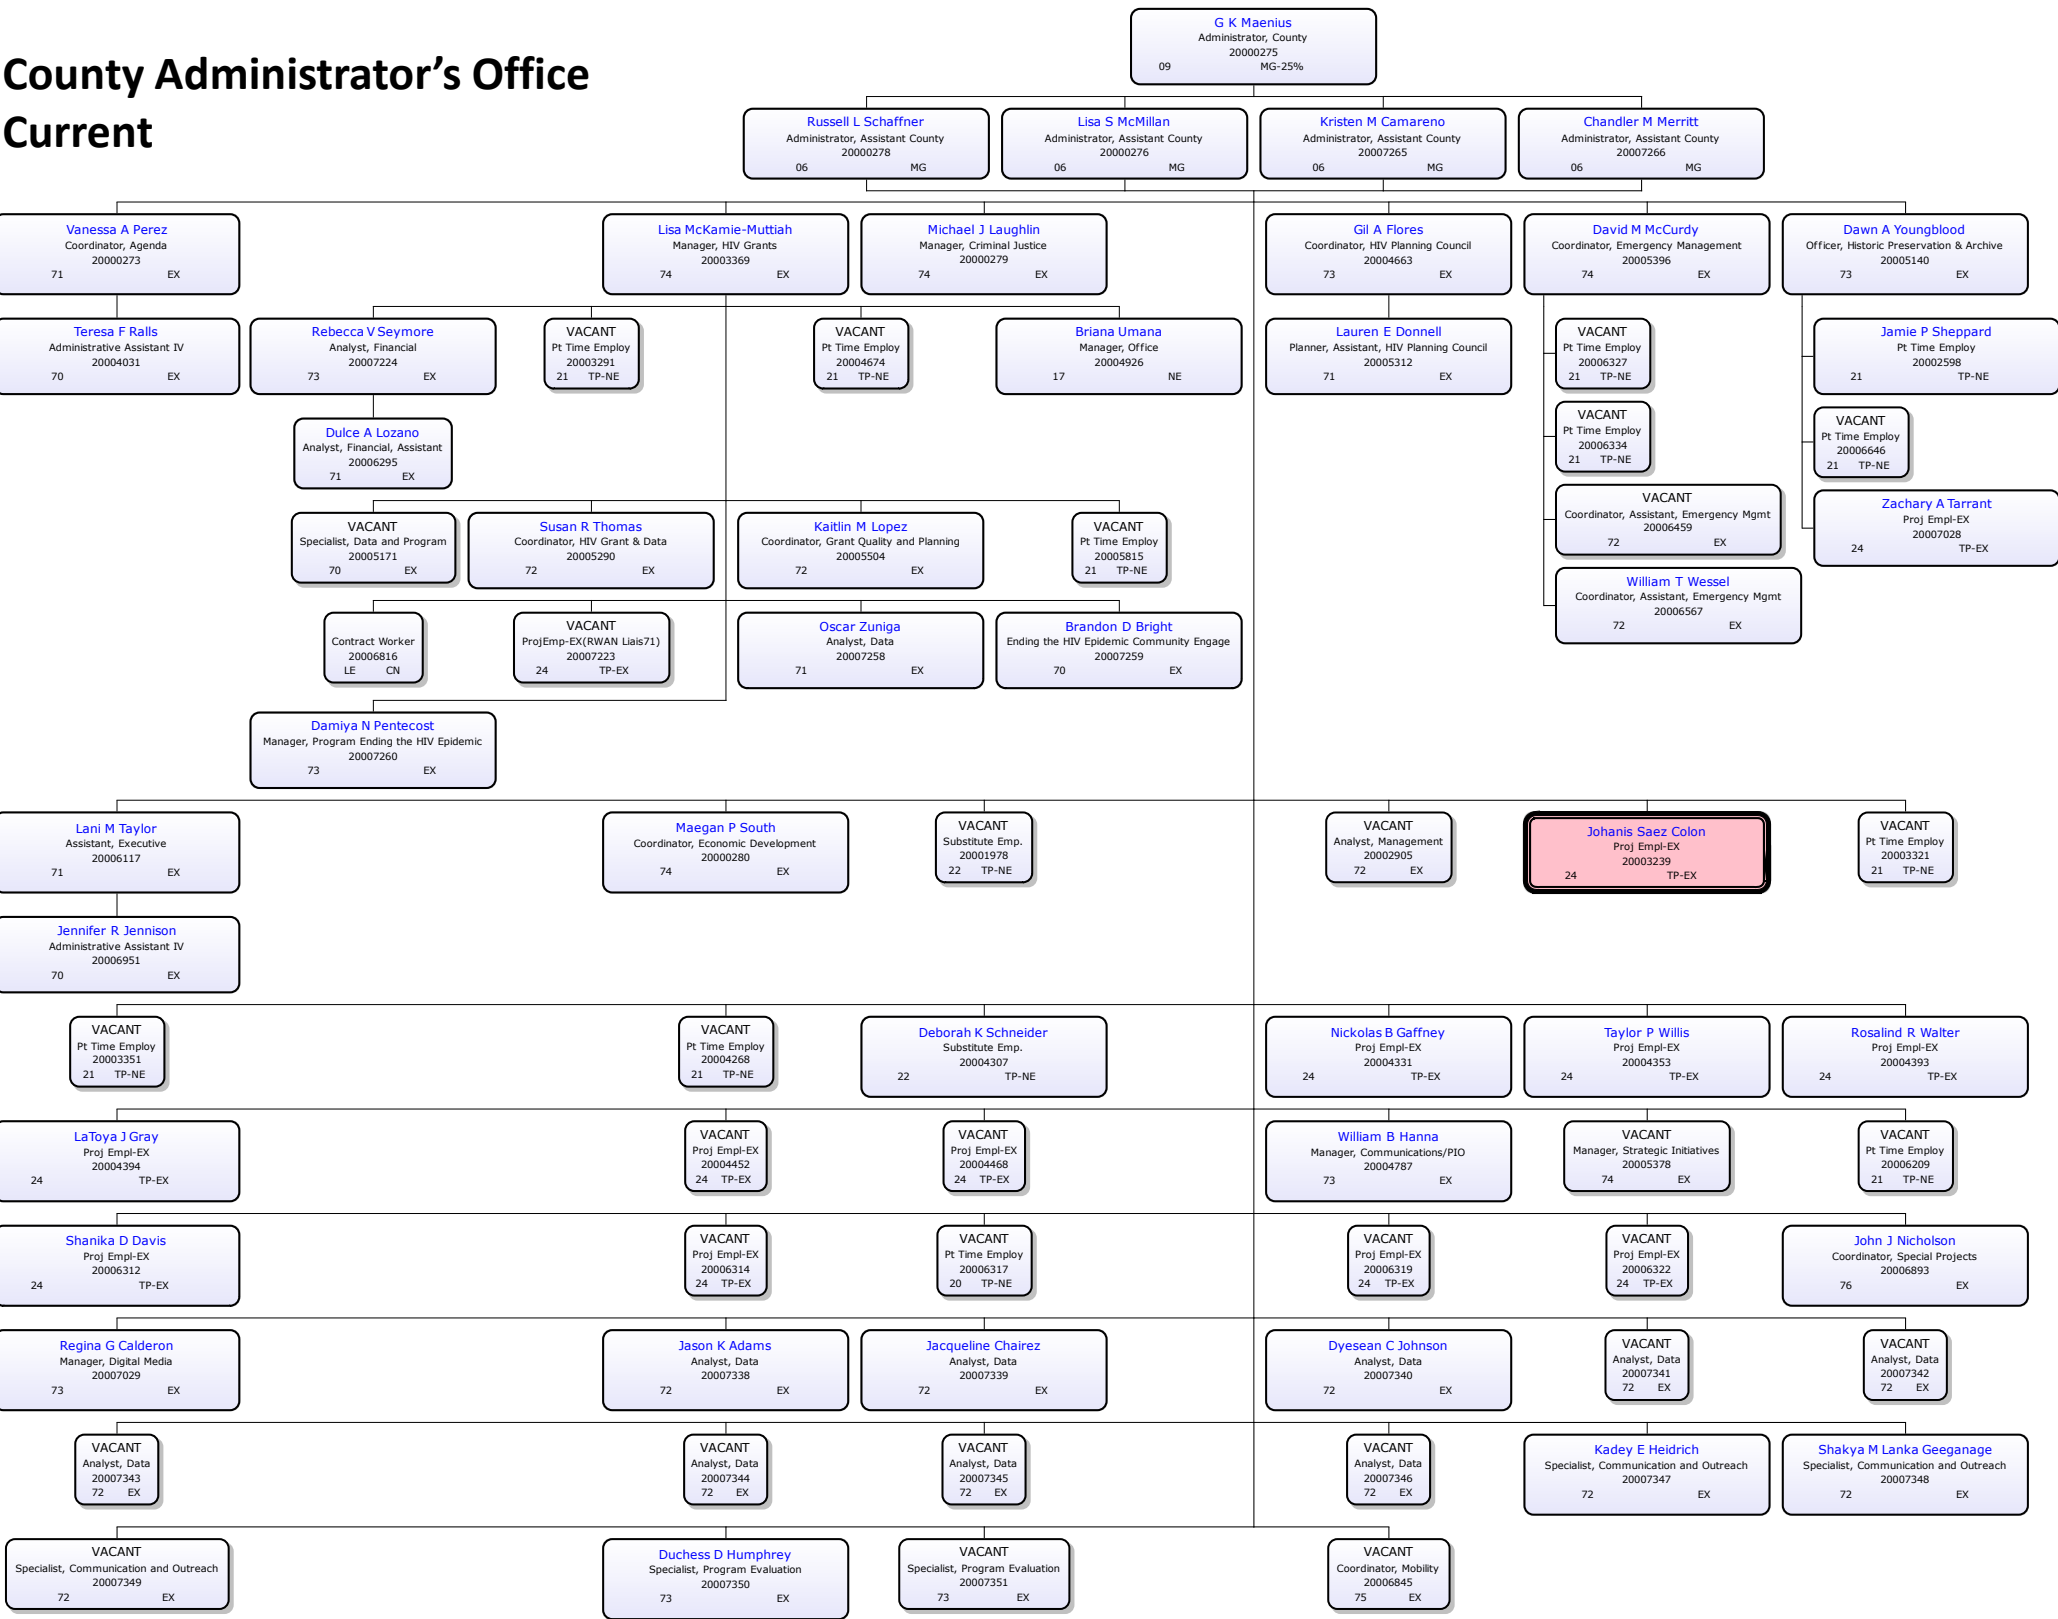 County Administrator's Office
Current
G K Maenius
Administrator, County
20000275
09 MG-25%
Russell L Schaffner
Administrator, Assistant County
20000278
06 MG
Lisa S McMillan
Administrator, Assistant County
20000276
06 MG
Kristen M Camareno
Administrator, Assistant County
20007265
06 MG
Chandler M Merritt
Administrator, Assistant County
20007266
06 MG
Vanessa A Perez
Coordinator, Agenda
20000273
71 EX
Lisa McKamie-Muttiah
Manager, HIV Grants
20003369
74 EX
Michael J Laughlin
Manager, Criminal Justice
20000279
74 EX
Gil A Flores
Coordinator, HIV Planning Council
20004663
73 EX
David M McCurdy
Coordinator, Emergency Management
20005396
74 EX
Dawn A Youngblood
Officer, Historic Preservation & Archive
20005140
73 EX
Teresa F Ralls
Administrative Assistant IV
20004031
70 EX
Rebecca V Seymore
Analyst, Financial
20007224
73 EX
VACANT
Pt Time Employ
20003291
21 TP-NE
VACANT
Pt Time Employ
20004674
21 TP-NE
Briana Umana
Manager, Office
20004926
17 NE
Lauren E Donnell
Planner, Assistant, HIV Planning Council
20005312
71 EX
VACANT
Pt Time Employ
20006327
21 TP-NE
Jamie P Sheppard
Pt Time Employ
20002598
21 TP-NE
Dulce A Lozano
Analyst, Financial, Assistant
20006295
71 EX
VACANT
Pt Time Employ
20006334
21 TP-NE
VACANT
Pt Time Employ
20006646
21 TP-NE
VACANT
Specialist, Data and Program
20005171
70 EX
Susan R Thomas
Coordinator, HIV Grant & Data
20005290
72 EX
Kaitlin M Lopez
Coordinator, Grant Quality and Planning
20005504
72 EX
VACANT
Pt Time Employ
20005815
21 TP-NE
VACANT
Coordinator, Assistant, Emergency Mgmt
20006459
72 EX
Zachary A Tarrant
Proj Empl-EX
20007028
24 TP-EX
William T Wessel
Coordinator, Assistant, Emergency Mgmt
20006567
72 EX
Contract Worker
20006816
LE CN
VACANT
ProjEmp-EX(RWAN Liais71)
20007223
24 TP-EX
Oscar Zuniga
Analyst, Data
20007258
71 EX
Brandon D Bright
Ending the HIV Epidemic Community Engage
20007259
70 EX
Damiya N Pentecost
Manager, Program Ending the HIV Epidemic
20007260
73 EX
Lani M Taylor
Assistant, Executive
20006117
71 EX
Maegan P South
Coordinator, Economic Development
20000280
74 EX
VACANT
Substitute Emp.
20001978
22 TP-NE
VACANT
Analyst, Management
20002905
72 EX
Johanis Saez Colon
Proj Empl-EX
20003239
24 TP-EX
VACANT
Pt Time Employ
20003321
21 TP-NE
Jennifer R Jennison
Administrative Assistant IV
20006951
70 EX
VACANT
Pt Time Employ
20003351
21 TP-NE
VACANT
Pt Time Employ
20004268
21 TP-NE
Deborah K Schneider
Substitute Emp.
20004307
22 TP-NE
Nickolas B Gaffney
Proj Empl-EX
20004331
24 TP-EX
Taylor P Willis
Proj Empl-EX
20004353
24 TP-EX
Rosalind R Walter
Proj Empl-EX
20004393
24 TP-EX
LaToya J Gray
Proj Empl-EX
20004394
24 TP-EX
VACANT
Proj Empl-EX
20004452
24 TP-EX
VACANT
Proj Empl-EX
20004468
24 TP-EX
William B Hanna
Manager, Communications/PIO
20004787
73 EX
VACANT
Manager, Strategic Initiatives
20005378
74 EX
VACANT
Pt Time Employ
20006209
21 TP-NE
Shanika D Davis
Proj Empl-EX
20006312
24 TP-EX
VACANT
Proj Empl-EX
20006314
24 TP-EX
VACANT
Pt Time Employ
20006317
20 TP-NE
VACANT
Proj Empl-EX
20006319
24 TP-EX
VACANT
Proj Empl-EX
20006322
24 TP-EX
John J Nicholson
Coordinator, Special Projects
20006893
76 EX
Regina G Calderon
Manager, Digital Media
20007029
73 EX
Jason K Adams
Analyst, Data
20007338
72 EX
Jacqueline Chairez
Analyst, Data
20007339
72 EX
Dyesean C Johnson
Analyst, Data
20007340
72 EX
VACANT
Analyst, Data
20007341
72 EX
VACANT
Analyst, Data
20007342
72 EX
VACANT
Analyst, Data
20007343
72 EX
VACANT
Analyst, Data
20007344
72 EX
VACANT
Analyst, Data
20007345
72 EX
VACANT
Analyst, Data
20007346
72 EX
Kadey E Heidrich
Specialist, Communication and Outreach
20007347
72 EX
Shakya M Lanka Geeganage
Specialist, Communication and Outreach
20007348
72 EX
VACANT
Specialist, Communication and Outreach
20007349
72 EX
Duchess D Humphrey
Specialist, Program Evaluation
20007350
73 EX
VACANT
Specialist, Program Evaluation
20007351
73 EX
VACANT
Coordinator, Mobility
20006845
75 EX